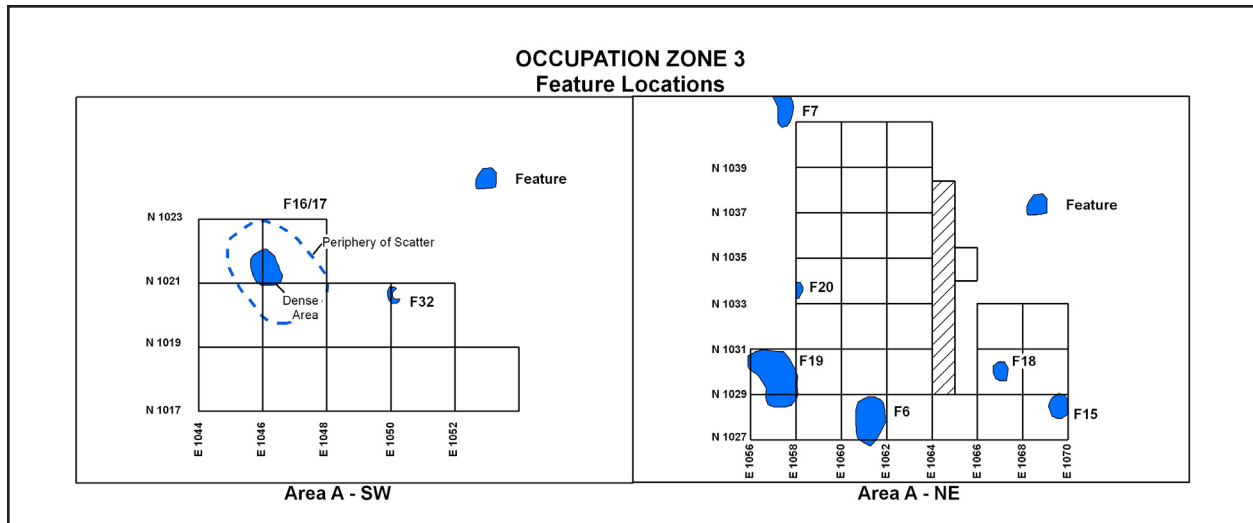 OCCUPATION ZONE 3
Feature Locations
F16/17
Feature
N 1023
Periphery of Scatter
N 1021
Dense
Area
F32
N 1019
N 1017
E 1044
E 1046
E 1048
E 1050
E 1052
Area A - SW
F7
N 1039
Feature
N 1037
N 1035
F20
N 1033
N 1031
F19
F18
N 1029
F6
F15
N 1027
E 1056
E 1058
E 1060
E 1062
E 1064
E 1066
E 1068
E 1070
Area A - NE